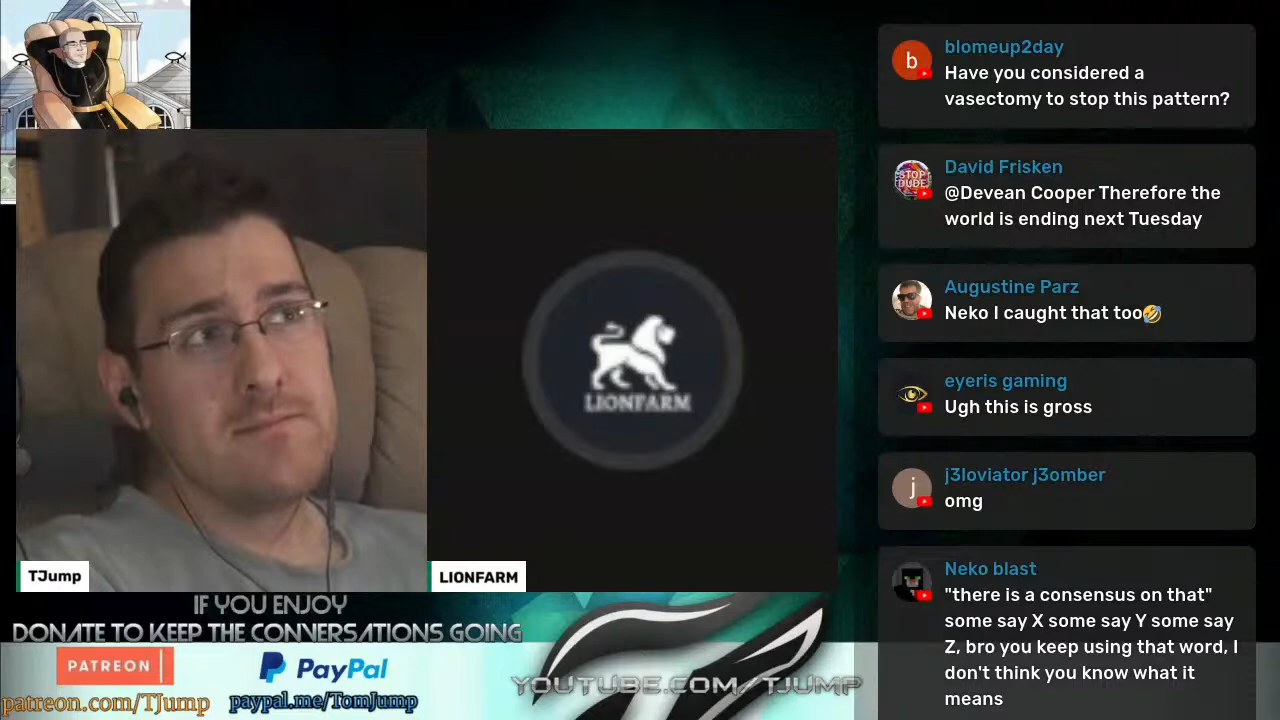 blomeup2day
Have you considered a
vasectomy to stop this pattern?
David Frisken
@Devean Cooper Therefore the
world is ending next Tuesday
STOP
DUDE
Augustine Parz
Neko I caught that too🤣
eyeris gaming
Ugh this is gross
j3loviator j3omber
omg
Neko blast
"there is a consensus on that"
some say X some say Y some say
Z, bro you keep using that word, I
don't think you know what it
means
b
j
LIONFARM
TJump
LIONFARM
IF YOU ENJOY
DONATE TO KEEP THE CONVERSATIONS GOING
PATREON
PayPal
patreon.com/TJump
paypal.me/TomJump
YOUTUBE.COM/TJUMP